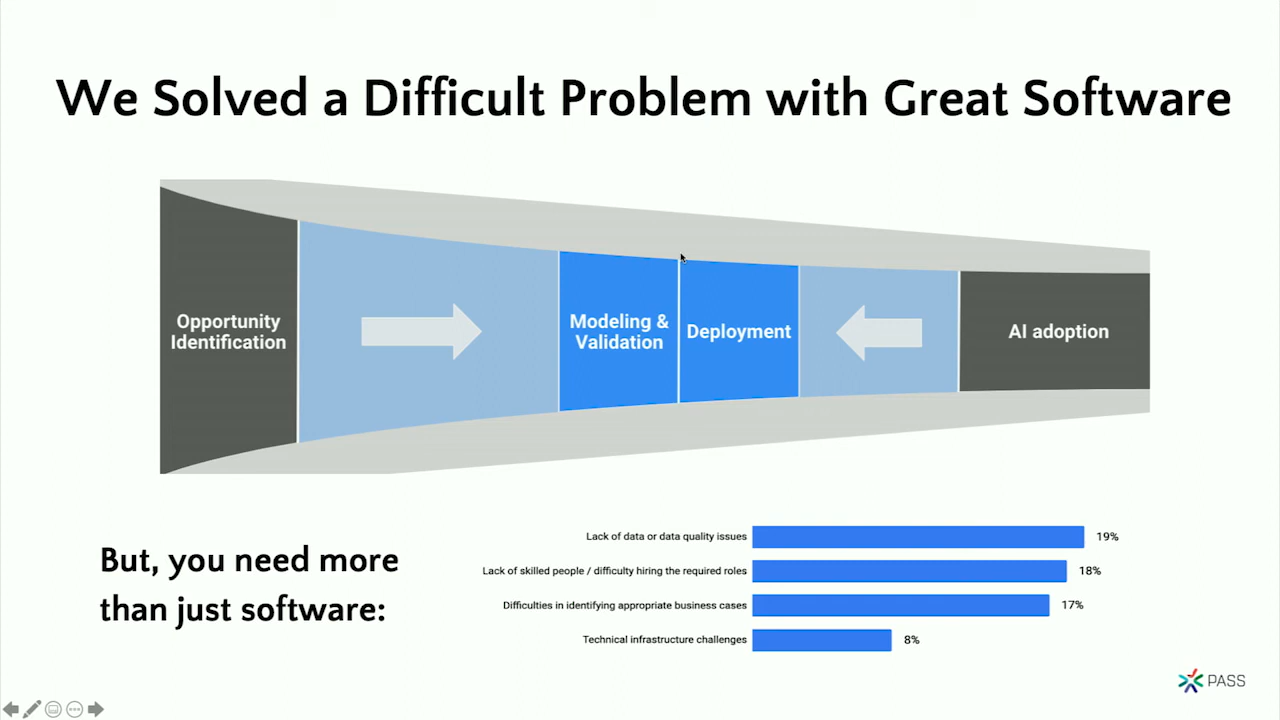 We Solved a Difficult Problem with Great Software
Opportunity
Identification
Modeling &
Validation
Deployment
AI adoption
But, you need more
than just software:
Lack of data or data quality issues
19%
Lack of skilled people / difficulty hiring the required roles
18%
Difficulties in identifying appropriate business cases
17%
Technical infrastructure challenges
8%
PASS